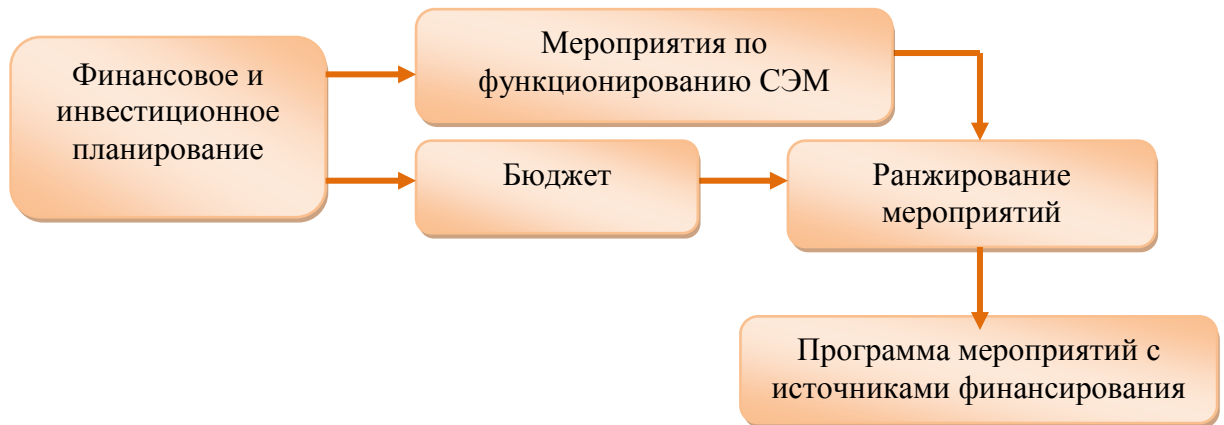 Финансовое и
инвестиционное
планирование
Мероприятия по
функционированию СЭМ
Бюджет
Ранжирование
мероприятий
Программа мероприятий с
источниками финансирования